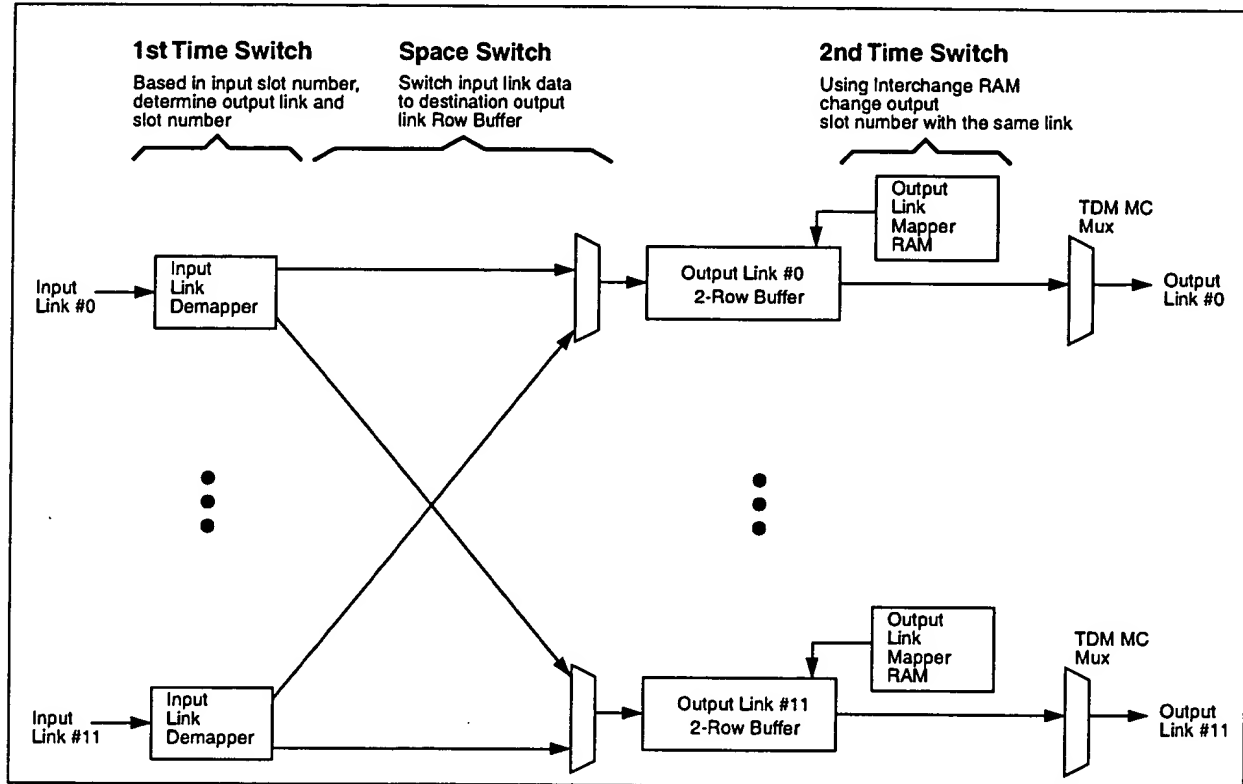 1st Time Switch
Based in input slot number,
determine output link and
slot number
Space Switch
Switch input link data
to destination output
link Row Buffer
2nd Time Switch
Using Interchange RAM
change output
slot number with the same link
Output
Link
Mapper
RAM
TDM MC
Mux
Input
Link #0
Input
Link
Demapper
Output Link #0
2-Row Buffer
Output
Link #0
Output
Link
Mapper
RAM
TDM MC
Mux
Input
Link #11
Input
Link
Demapper
Output Link #11
2-Row Buffer
Output
Link #11